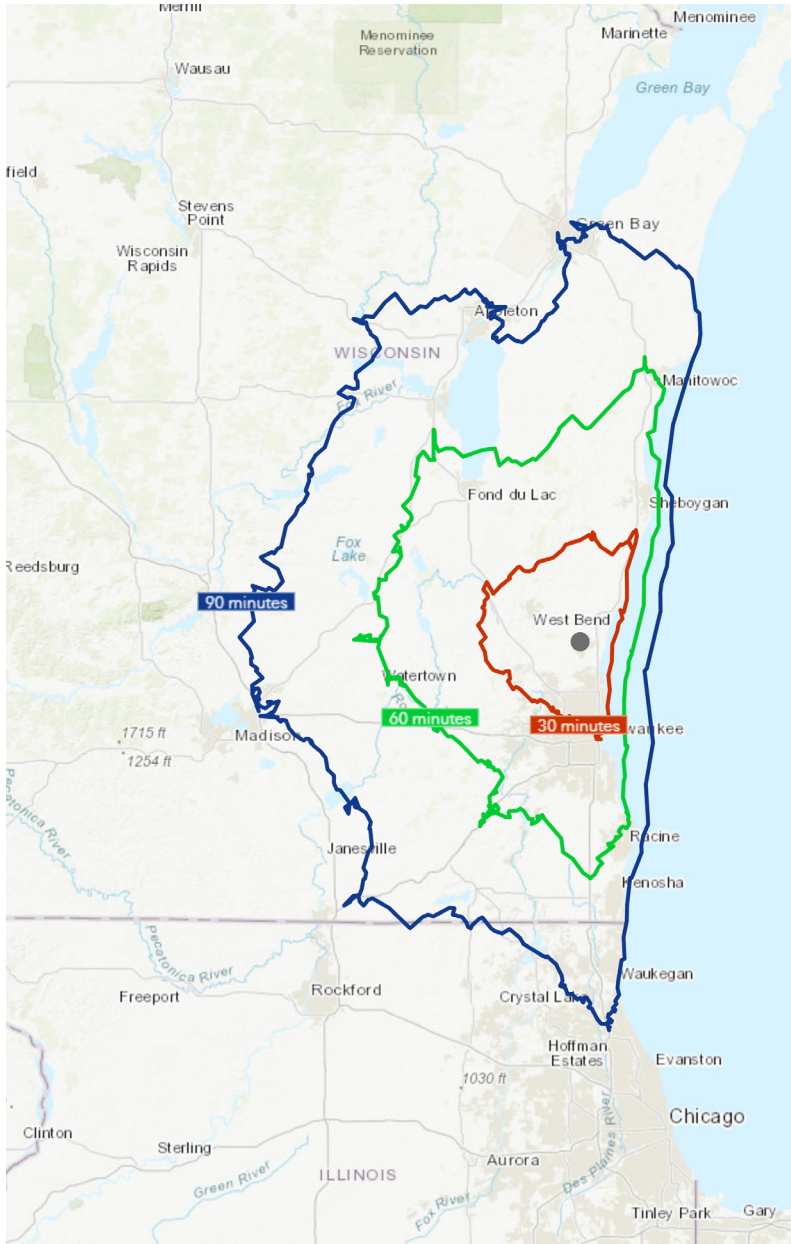 Merrill
Menominee
Menominee
Reservation
Marinette
Wausau
Green Bay
field
Stevens
Point
Green Bay
Wisconsin
Rapids
Appleton
WISCONSIN
Manitowoc
Fox River
Fond du Lac
Sheboygan
Fox
Lake
Reedsburg
90 minutes
West Bend
Watertown
Ro
60 minutes
30 minutes
waukee
Madison
1715 ft
1254 ft
Pecatonica River
Racine
Janesville
Kenosha
Pecatonica River
Waukegan
Rockford
Freeport
Crystal Lake
Hoffman
Estates
Evanston
1030 ft
Chicago
Clinton
Sterling
Aurora
Des Plaines River
ILLINOIS
Green River
Fox River
Tinley Park
Gary